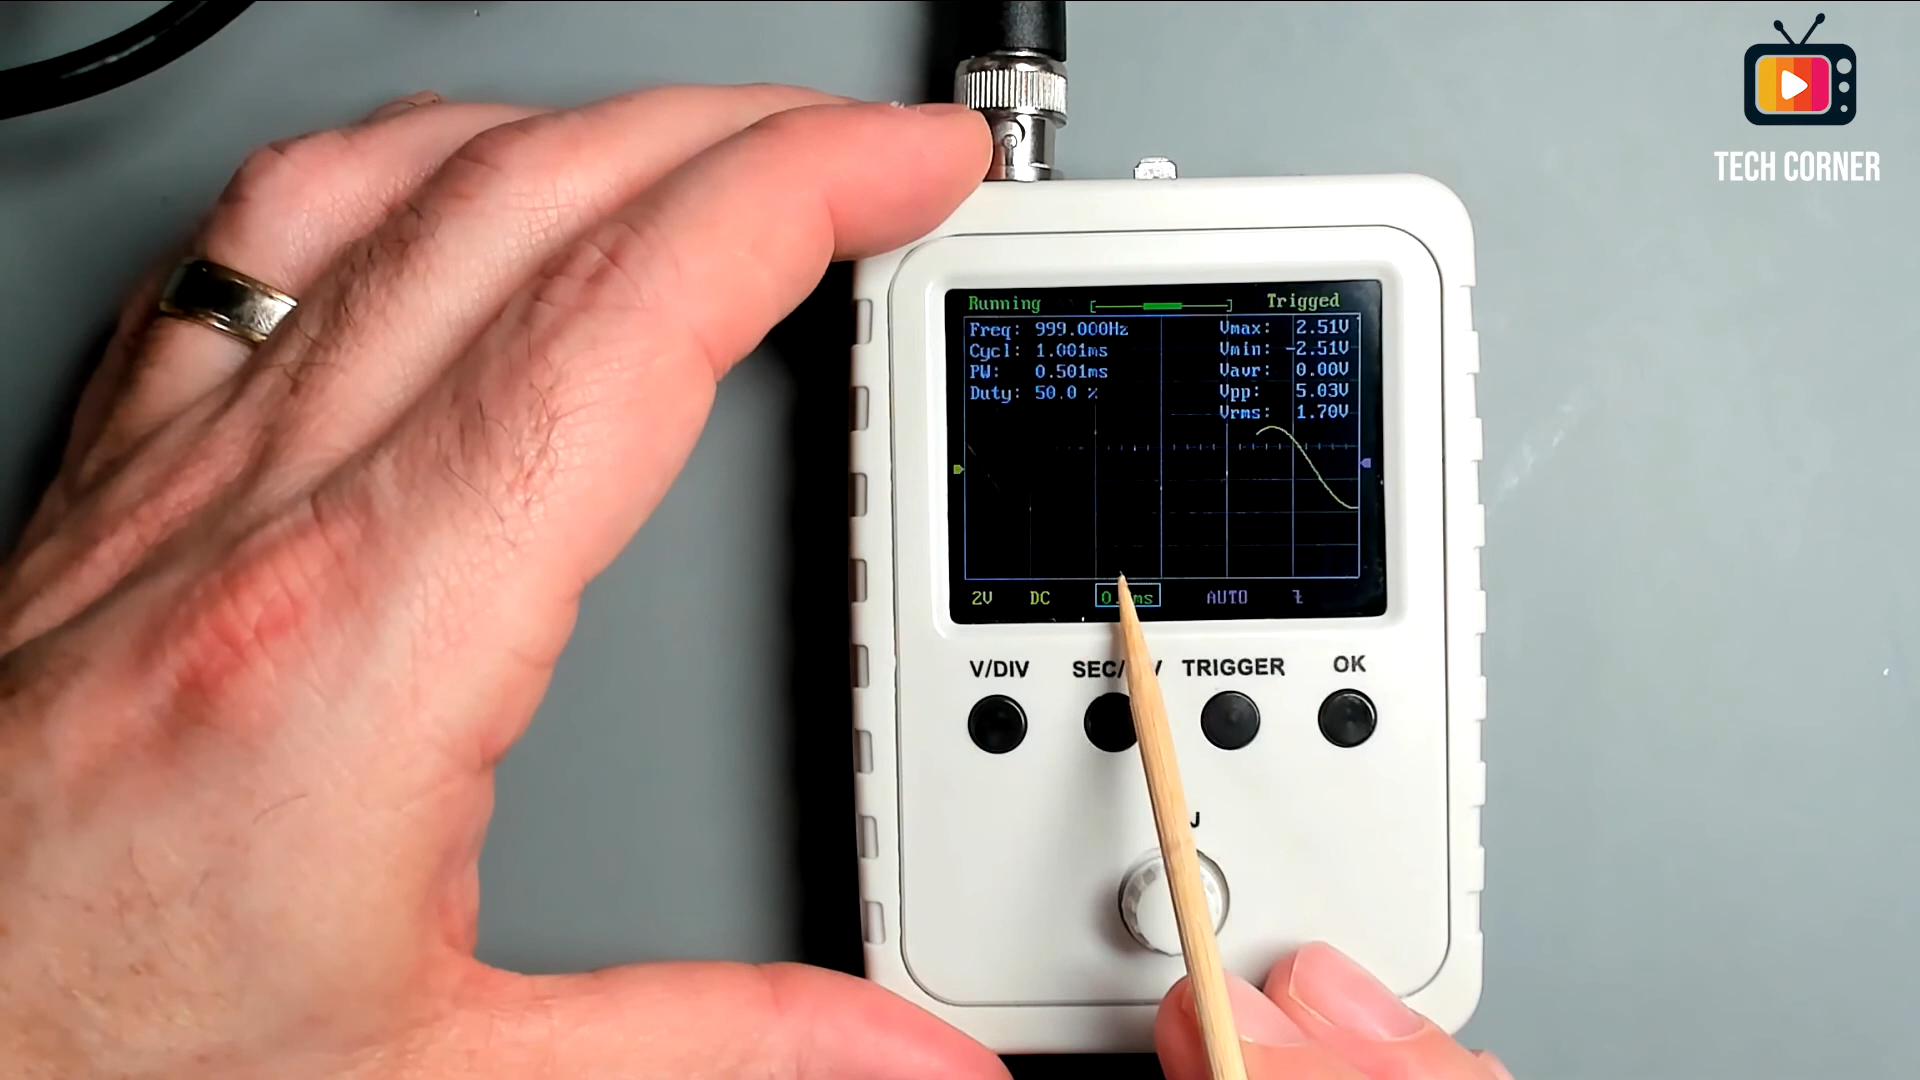 TECH CORNER
Running
Trigged
Freq: 999.000Hz
Cycl: 1.001ms
PW: 0.501ms
Duty: 50.0 %
Vmax: 2.51V
Vmin: -2.51V
Vavr: 0.00V
Vpp: 5.03V
Vrms: 1.70V
2V DC AUTO
V/DIV TRIGGER OK